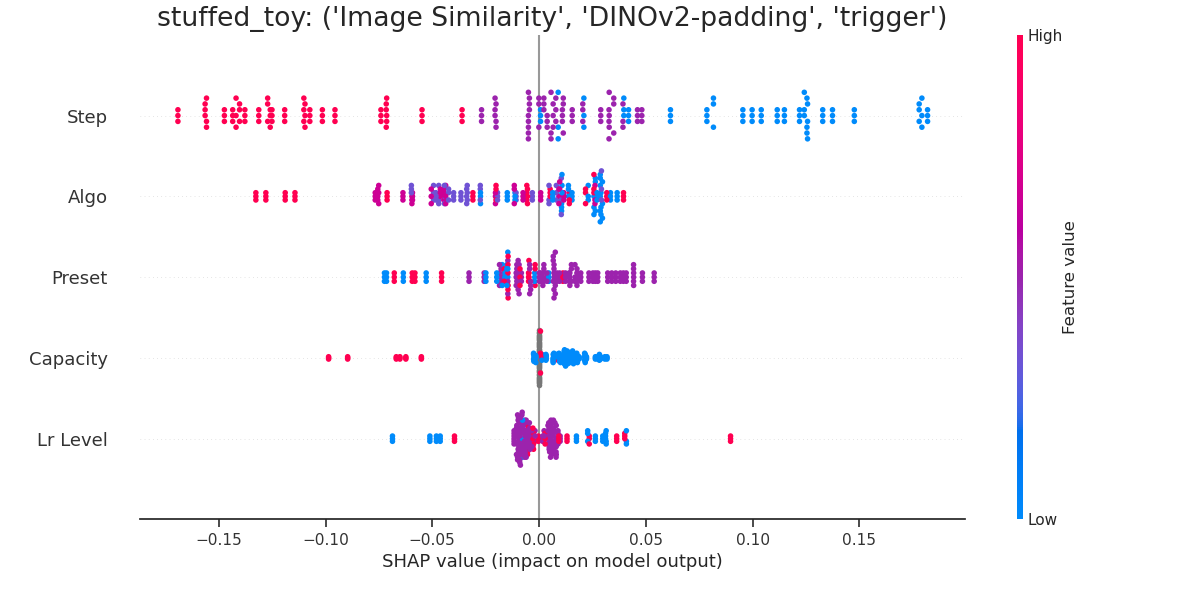 stuffed_toy: ('Image Similarity', 'DINOv2-padding', 'trigger')
High
Step
Algo
Preset
Capacity
Lr Level
Feature value
Low
−0.15 −0.10 −0.05 0.00 0.05 0.10 0.15
SHAP value (impact on model output)